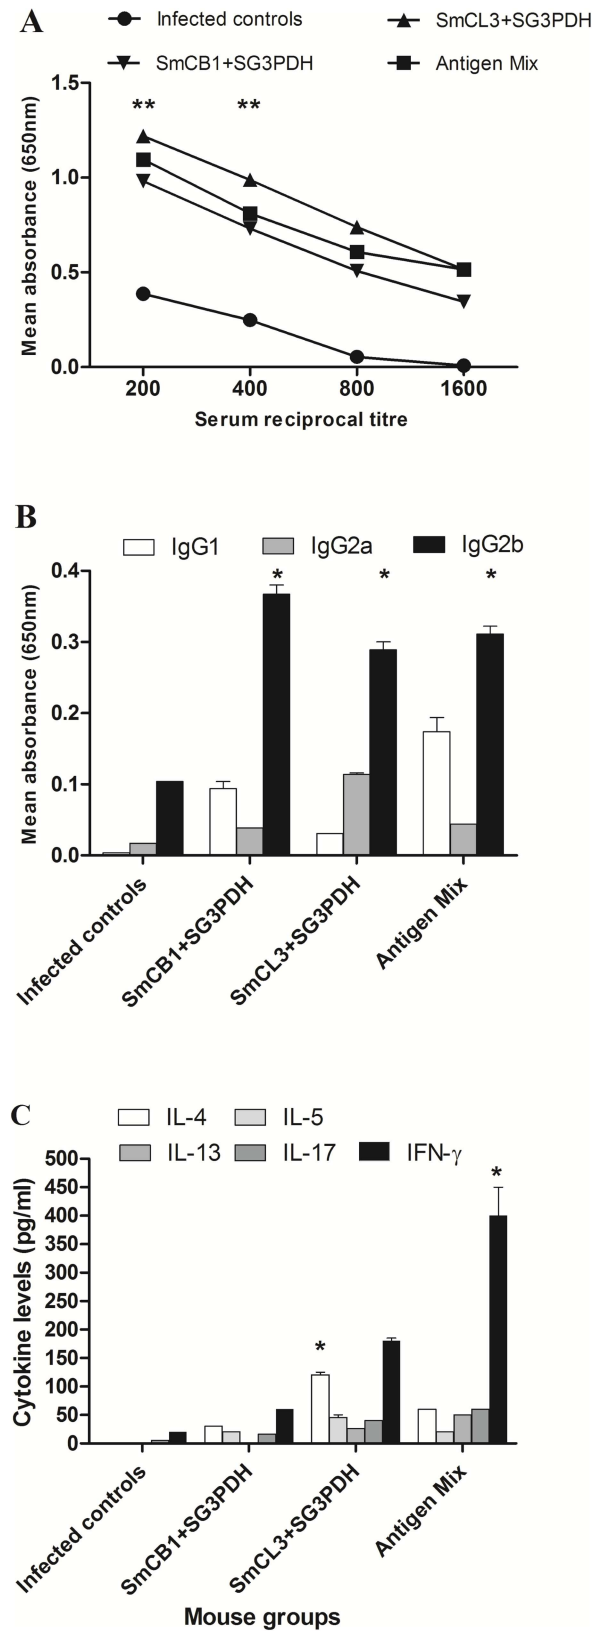 A
Infected controls
SmCL3+SG3PDH
SmCB1+SG3PDH
Antigen Mix
Mean absorbance (650nm)
1.5
1.0
0.5
0.0
** **
200 400 800 1600
Serum reciprocal titre
B
IgG1 IgG2a IgG2b
Mean absorbance (650nm)
0.4
0.3
0.2
0.1
0.0
* * *
Infected controls
SmCB1+SG3PDH
SmCL3+SG3PDH
Antigen Mix
C
IL-4 IL-5
IL-13 IL-17 IFN-γ
Cytokine levels (pg/ml)
500
450
400
350
300
250
200
150
100
50
0
* *
Infected controls
SmCB1+SG3PDH
SmCL3+SG3PDH
Antigen Mix
Mouse groups